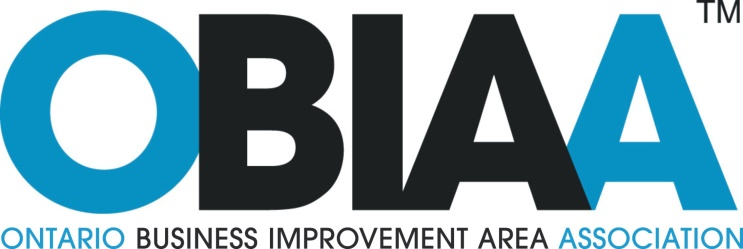 OBIAA™
ONTARIO BUSINESS IMPROVEMENT AREA ASSOCIATION